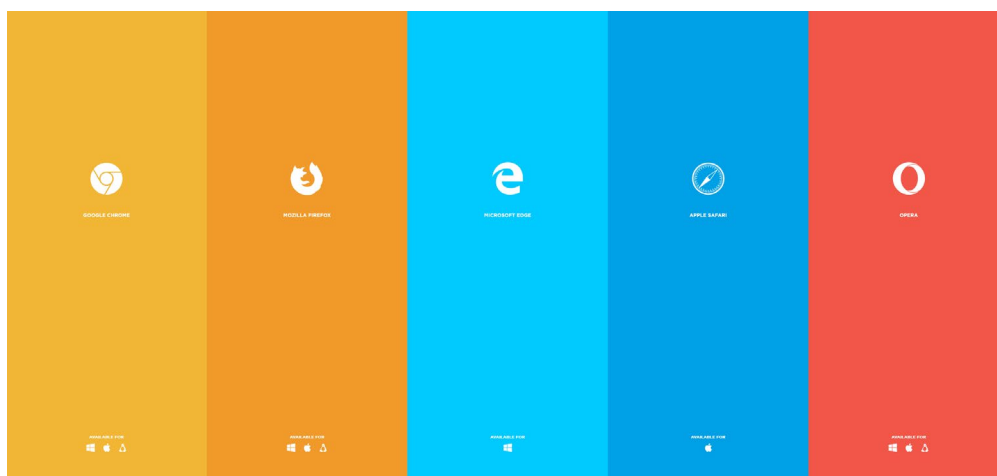 GOOGLE CHROME
MOZILLA FIREFOX
MICROSOFT EDGE
APPLE SAFARI
OPERA
AVAILABLE FOR
AVAILABLE FOR
AVAILABLE FOR
AVAILABLE FOR
AVAILABLE FOR